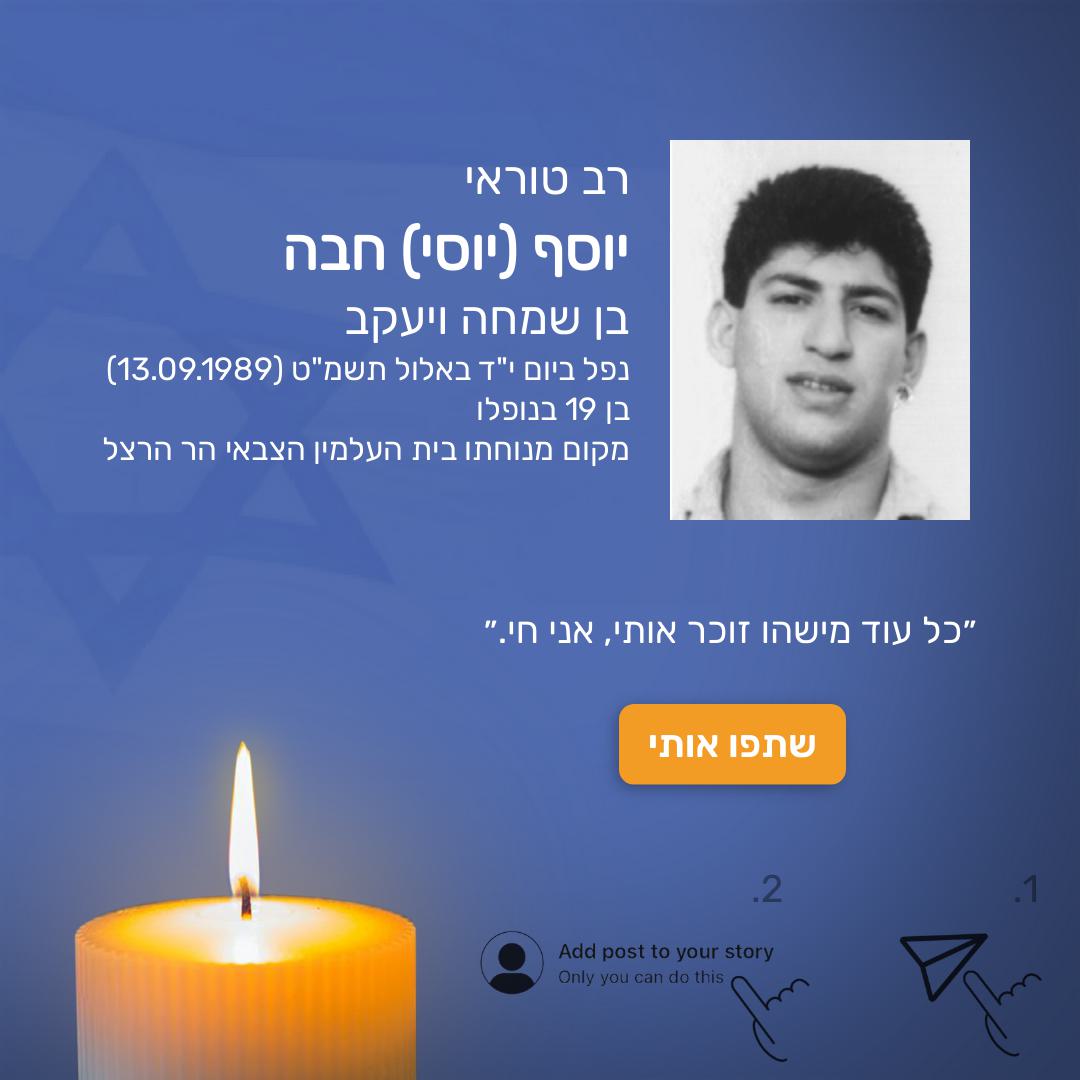 רב טוראי
יוסף (יוסי) חבה
בן שמחה ויעקב
נפל ביום י"ד באלול תשמ"ט (13.09.1989)
בן 19 בנופלו
מקום מנוחתו בית העלמין הצבאי הר הרצל
״כל עוד מישהו זוכר אותי, אני חי.״
שתפו אותי
.1
.2
Add post to your story
Only you can do this